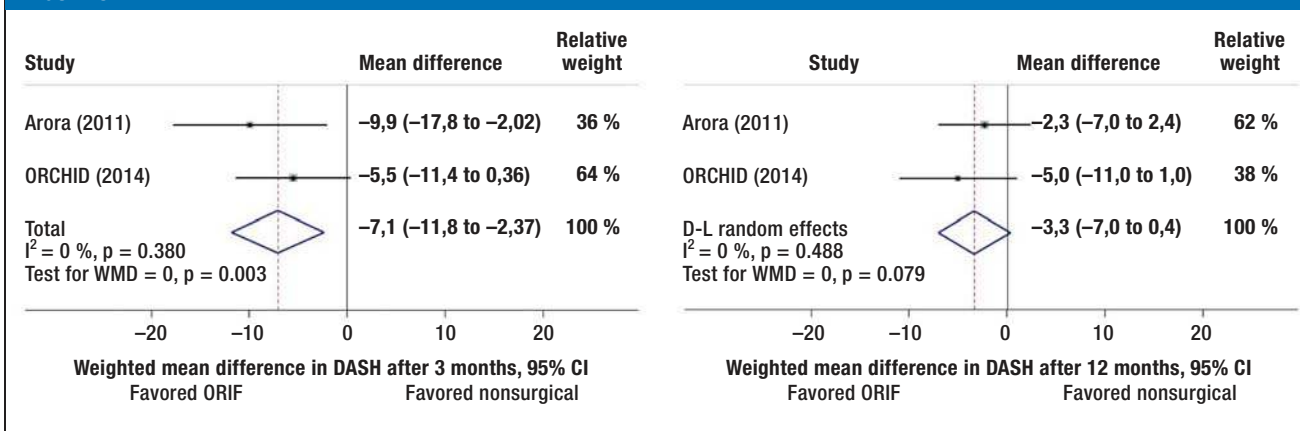 Study Mean difference Relative weight
Arora (2011) –9,9 (–17,8 to –2,02) 36 %
ORCHID (2014) –5,5 (–11,4 to 0,36) 64 %
Total –7,1 (–11,8 to –2,37) 100 %
I² = 0 %, p = 0.380
Test for WMD = 0, p = 0.003
–20 –10 0 10 20
Weighted mean difference in DASH after 3 months, 95% CI
Favored ORIF Favored nonsurgical
Study Mean difference Relative weight
Arora (2011) –2,3 (–7,0 to 2,4) 62 %
ORCHID (2014) –5,0 (–11,0 to 1,0) 38 %
D-L random effects –3,3 (–7,0 to 0,4) 100 %
I² = 0 %, p = 0.488
Test for WMD = 0, p = 0.079
–20 –10 0 10 20
Weighted mean difference in DASH after 12 months, 95% CI
Favored ORIF Favored nonsurgical